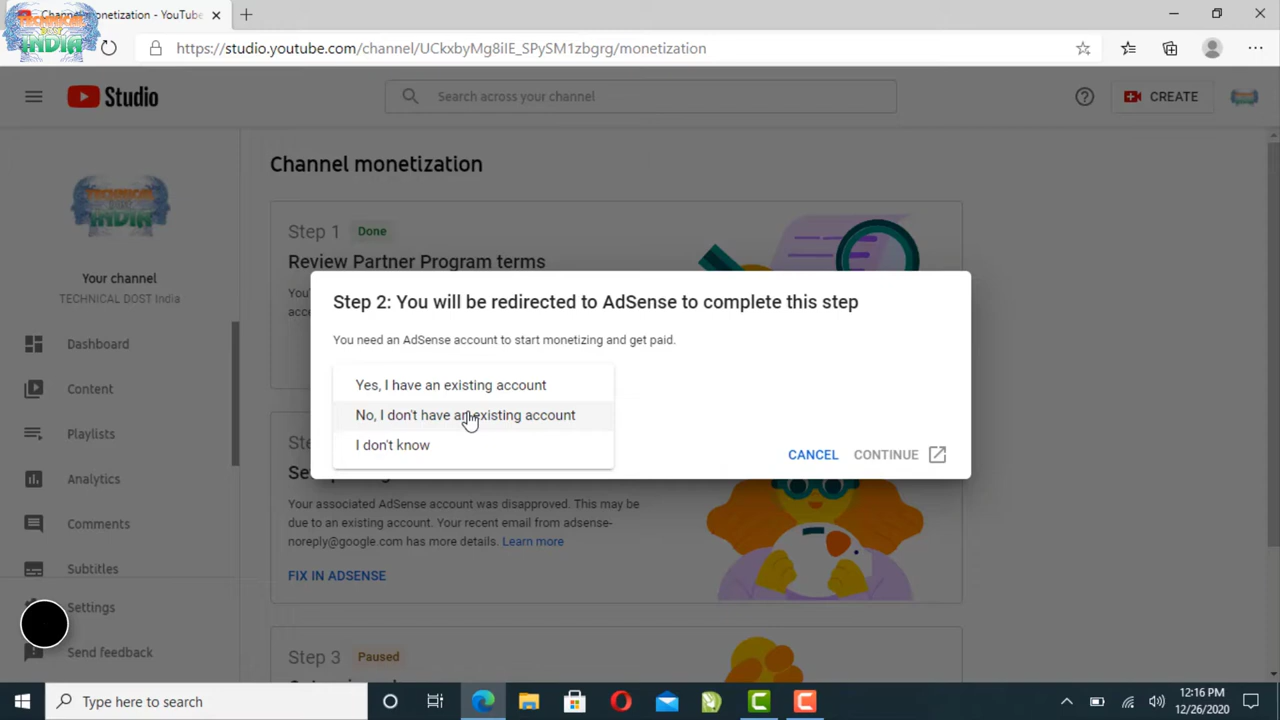 Channel monetization - YouTube
TECHNICAL
DOST
INDIA
https://studio.youtube.com/channel/UCkxbyMg8iIE_SPySM1zbgrg/monetization
Studio
Search across your channel
CREATE
TECHNICAL
DOST
INDIA
Your channel
TECHNICAL DOST India
Dashboard
Content
Playlists
Analytics
Comments
Subtitles
Settings
Send feedback
Channel monetization
Step 1
Done
Review Partner Program terms
Step 2: You will be redirected to AdSense to complete this step
You need an AdSense account to start monetizing and get paid.
Yes, I have an existing account
No, I don't have an existing account
I don't know
CANCEL
CONTINUE
Your associated AdSense account was disapproved. This may be
due to an existing account. Your recent email from adsense-
noreply@google.com has more details. Learn more
FIX IN ADSENSE
Step 3
Paused
Type here to search
12:16 PM
12/26/2020